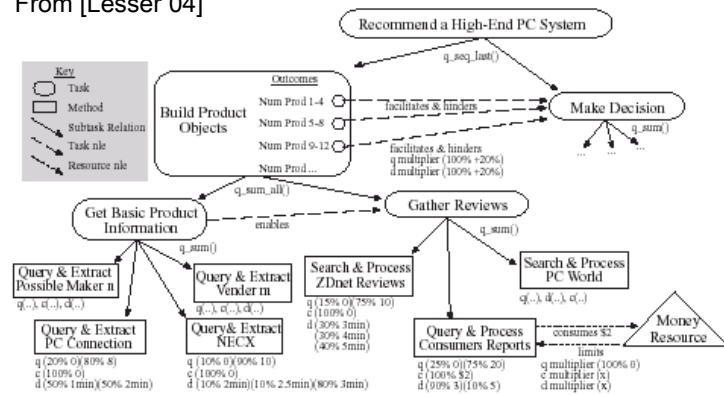 From [Lesser 04]
Recommend a High-End PC System
q_seq_last()
Key
Task
Method
Subtask Relation
Task nle
Resource nle
Outcomes
Build Product
Objects
Num Prod 1-4
Num Prod 5-8
Num Prod 9-12
Num Prod ...
facilitates & hinders
Make Decision
q_sum()
... ... ...
facilitates & hinders
q multiplier (100% +20%)
d multiplier (100% +20%)
q_sum_all()
Get Basic Product
Information
enables
Gather Reviews
q_sum()
q_sum()
Query & Extract
Possible Maker n
q(..), c(..), d(..)
Query & Extract
Vender m
q(..), c(..), d(..)
Search & Process
ZDnet Reviews
q (15% 0)(75% 10)
c (100% 0)
d (30% 3min)
(30% 4min)
(40% 5min)
Search & Process
PC World
q(..), d(..), c(..)
Query & Extract
PC Connection
q (20% 0)(80% 8)
c (100% 0)
d (50% 1min)(50% 2min)
Query& Extract
NECX
q (10% 0)(90% 10)
c (100% 0)
d (10% 2min)(10% 2.5min)(80% 3min)
Query & Process
Consumers Reports
q (25% 0)(75% 20)
c (100% $2)
d (90% 3)(10% 5)
consumes $2
limits
q multiplier (100% 0)
c multiplier (x)
d multiplier (x)
Money
Resource